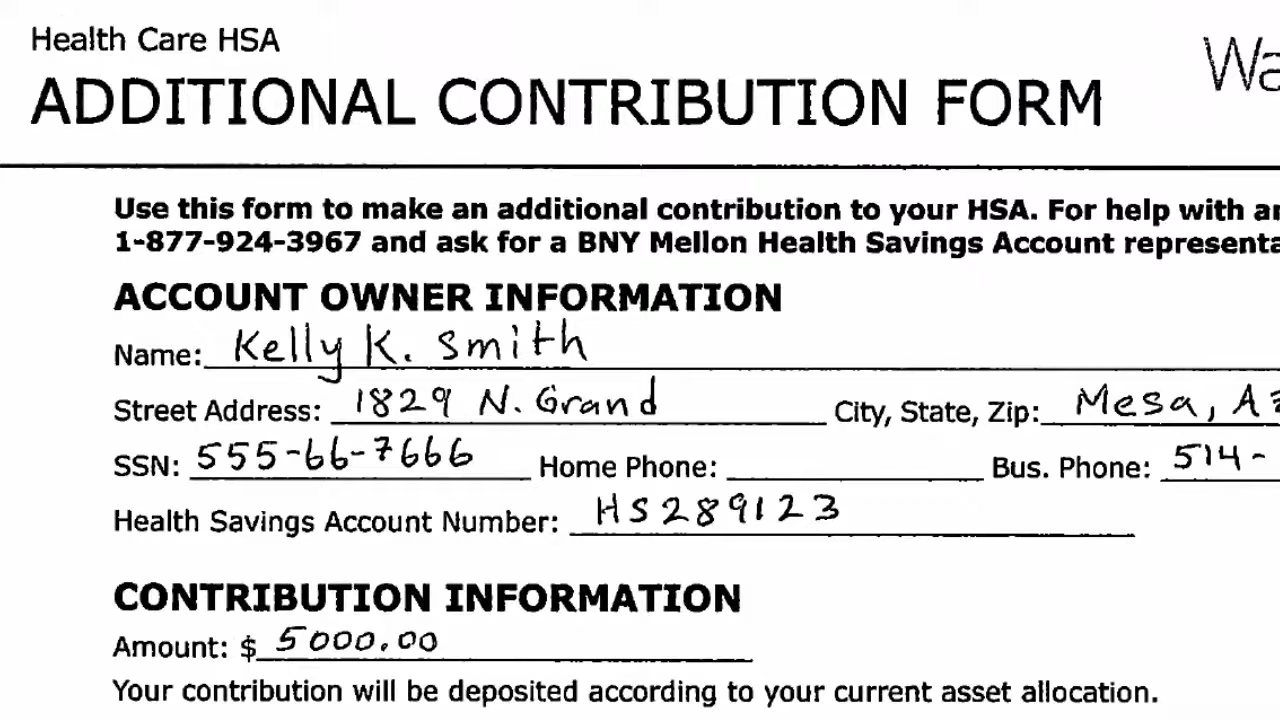 Health Care HSA
ADDITIONAL CONTRIBUTION FORM
Use this form to make an additional contribution to your HSA. For help with
1-877-924-3967 and ask for a BNY Mellon Health Savings Account
ACCOUNT OWNER INFORMATION
Name: Kelly K. Smith
Street Address: 1829 N. Grand City, State, Zip: Mesa, AZ
SSN: 555-66-7666 Home Phone: Bus. Phone: 514-
Health Savings Account Number: HS289123
CONTRIBUTION INFORMATION
Amount: $ 5000.00
Your contribution will be deposited according to your current asset allocation.